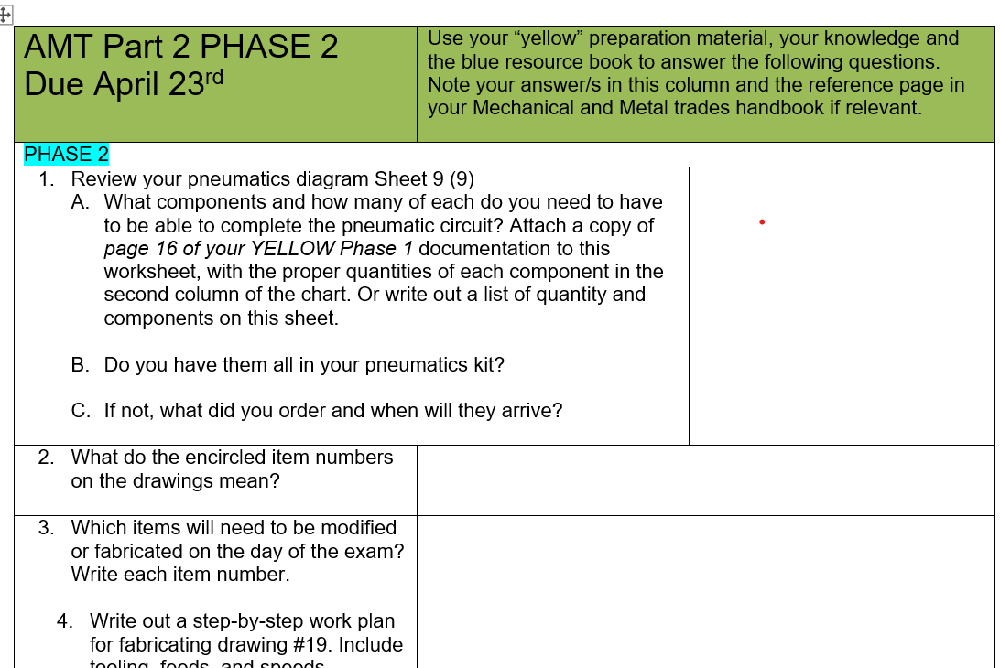 AMT Part 2 PHASE 2
Due April 23rd
Use your “yellow” preparation material, your knowledge and
the blue resource book to answer the following questions.
Note your answer/s in this column and the reference page in
your Mechanical and Metal trades handbook if relevant.
PHASE 2
1. Review your pneumatics diagram Sheet 9 (9)
A. What components and how many of each do you need to have
to be able to complete the pneumatic circuit? Attach a copy of
page 16 of your YELLOW Phase 1 documentation to this
worksheet, with the proper quantities of each component in the
second column of the chart. Or write out a list of quantity and
components on this sheet.
B. Do you have them all in your pneumatics kit?
C. If not, what did you order and when will they arrive?
2. What do the encircled item numbers
on the drawings mean?
3. Which items will need to be modified
or fabricated on the day of the exam?
Write each item number.
4. Write out a step-by-step work plan
for fabricating drawing #19. Include
tooling, feeds, and speeds